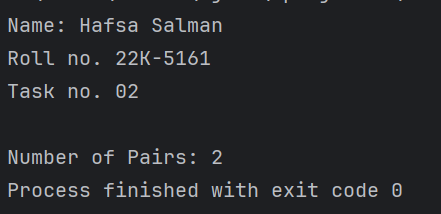 Name: Hafsa Salman
Roll no. 22K-5161
Task no. 02
Number of Pairs: 2
Process finished with exit code 0